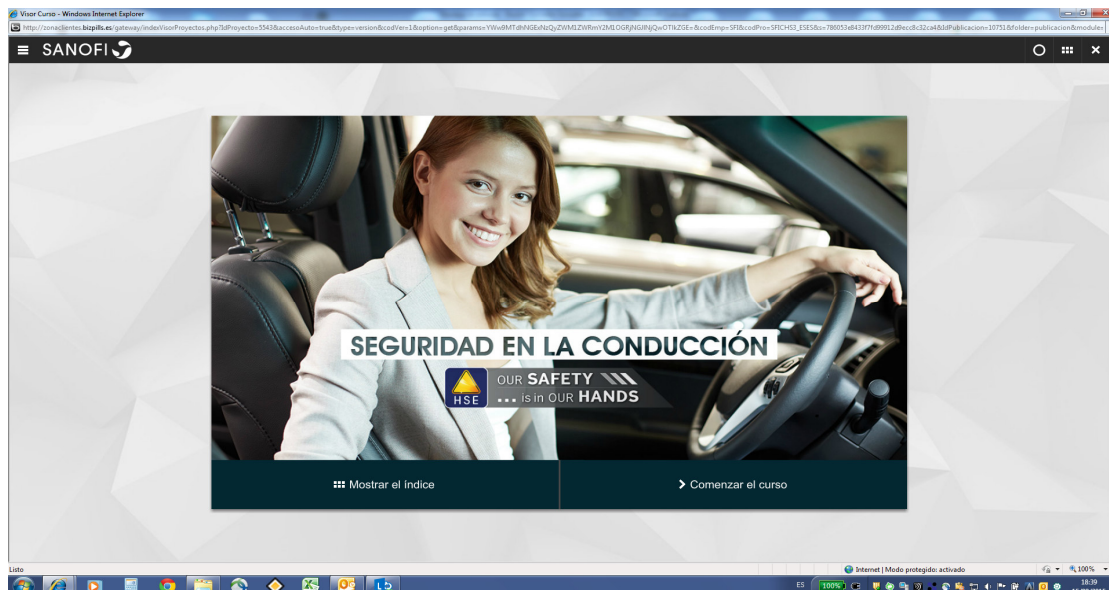 Visor Curso - Windows Internet Explorer
SANOFI
SEGURIDAD EN LA CONDUCCIÓN
HSE
OUR SAFETY
... is in OUR HANDS
Mostrar el índice
Comenzar el curso
Listo
Internet | Modo protegido: activado
100%
ES
100%
18:39